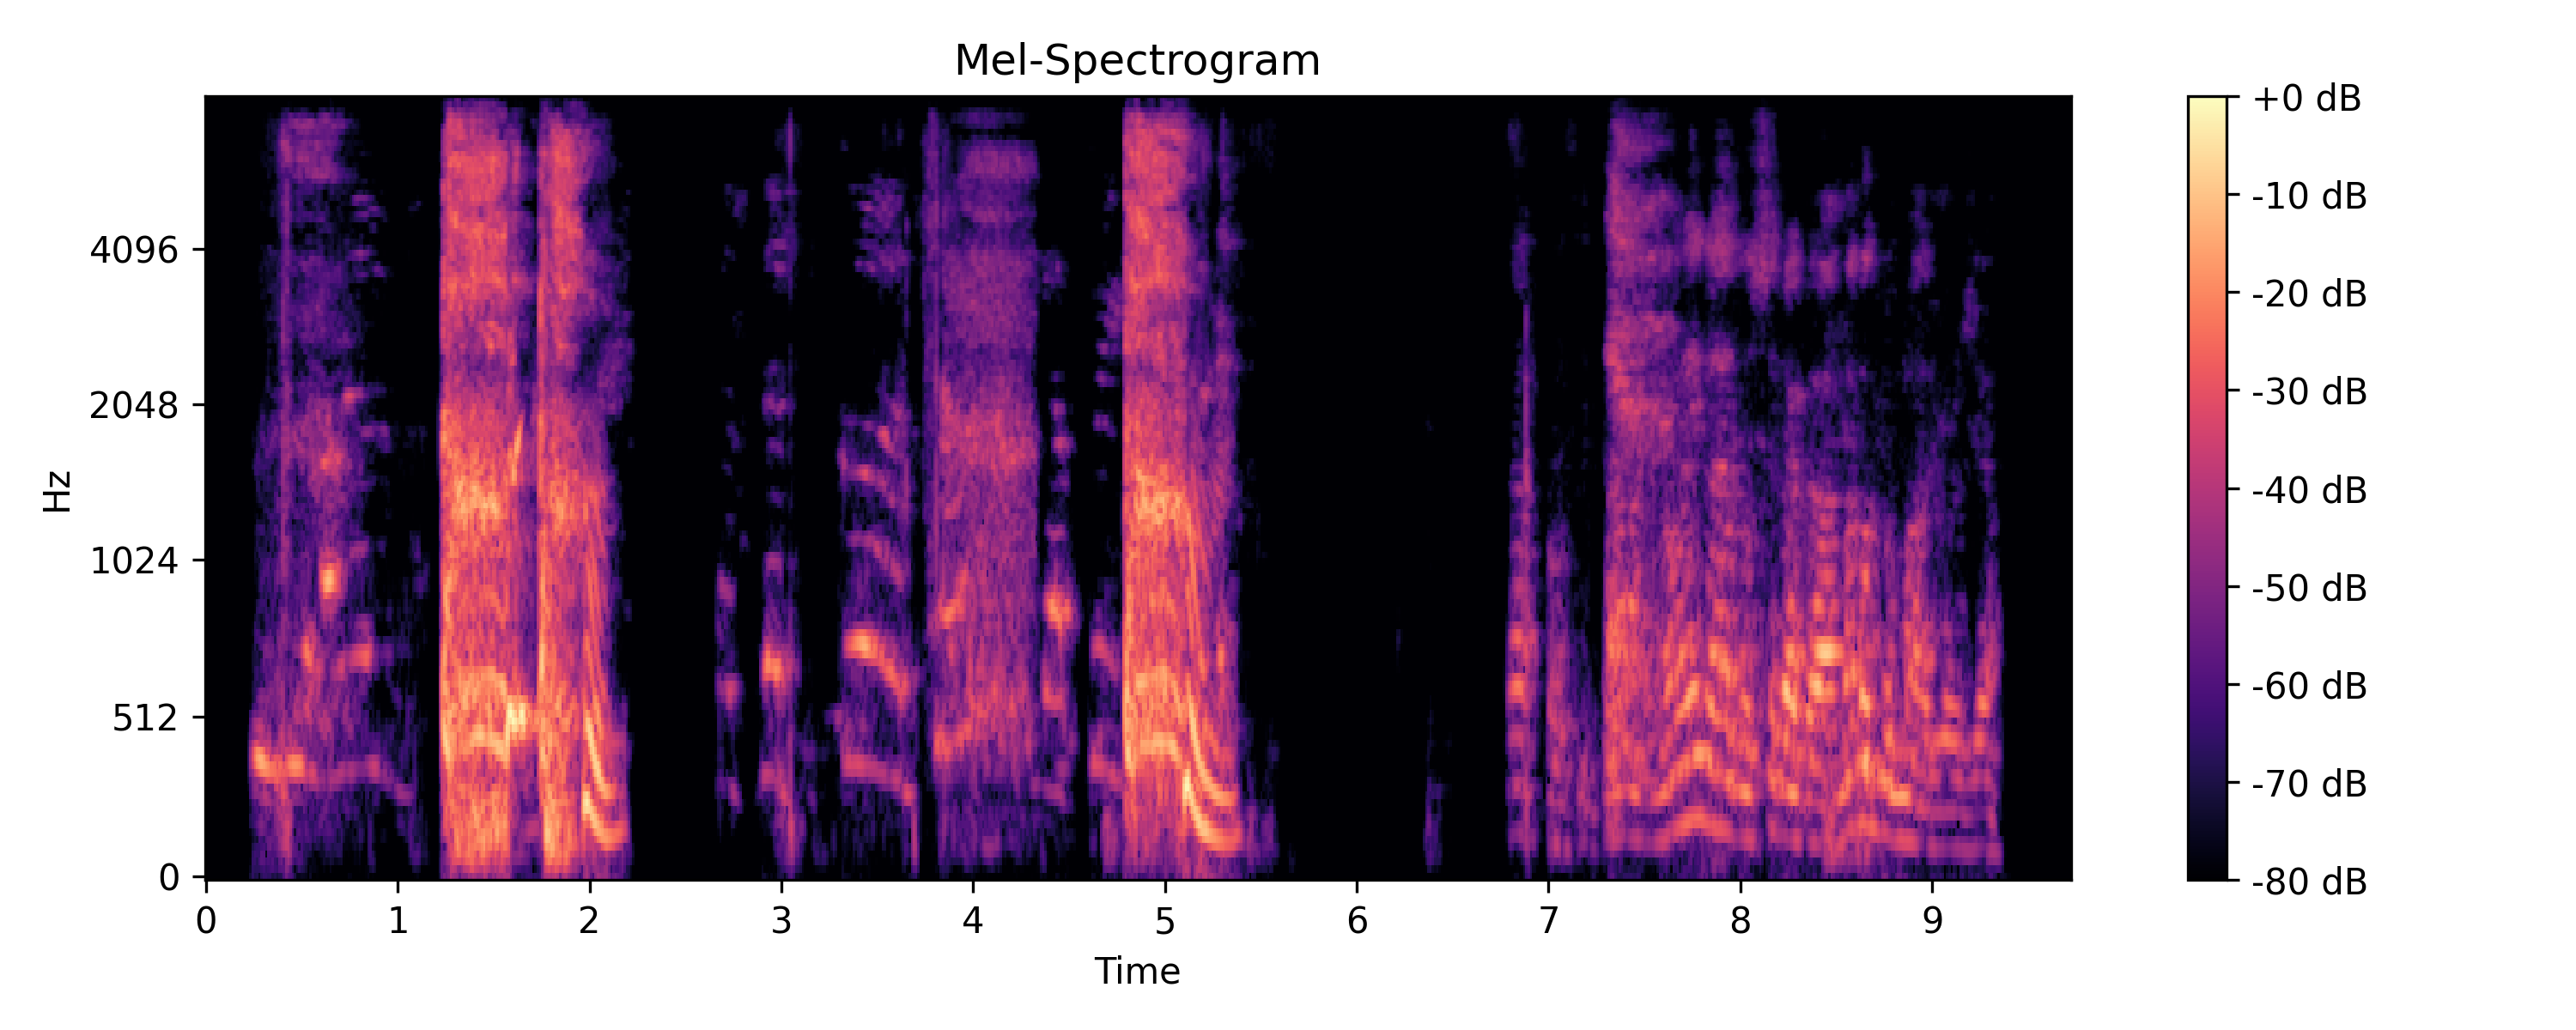 Mel-Spectrogram
Hz
4096
2048
1024
512
0
0 1 2 3 4 5 6 7 8 9
Time
+0 dB
-10 dB
-20 dB
-30 dB
-40 dB
-50 dB
-60 dB
-70 dB
-80 dB